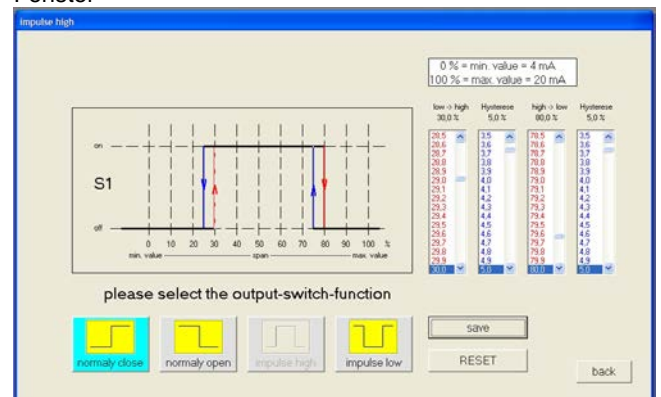 impulse high
0 % = min. value = 4 mA
100 % = max. value = 20 mA
low -> high Hysterese high -> low Hysterese
30,0 % 5,0 % 80,0 % 5,0 %
28,5 3,5 78,5 3,5
28,6 3,6 78,6 3,6
28,7 3,7 78,7 3,7
28,8 3,8 78,8 3,8
28,9 3,9 78,9 3,9
29,0 4,0 79,0 4,0
29,1 4,1 79,1 4,1
29,2 4,2 79,2 4,2
29,3 4,3 79,3 4,3
29,4 4,4 79,4 4,4
29,5 4,5 79,5 4,5
29,6 4,6 79,6 4,6
29,7 4,7 79,7 4,7
29,8 4,8 79,8 4,8
29,9 4,9 79,9 4,9
30,0 5,0 80,0 5,0
on
S1
off
0 10 20 30 40 50 60 70 80 90 100 %
min. value span max. value
please select the output-switch-function
normaly close normaly open impulse high impulse low
save
RESET
back